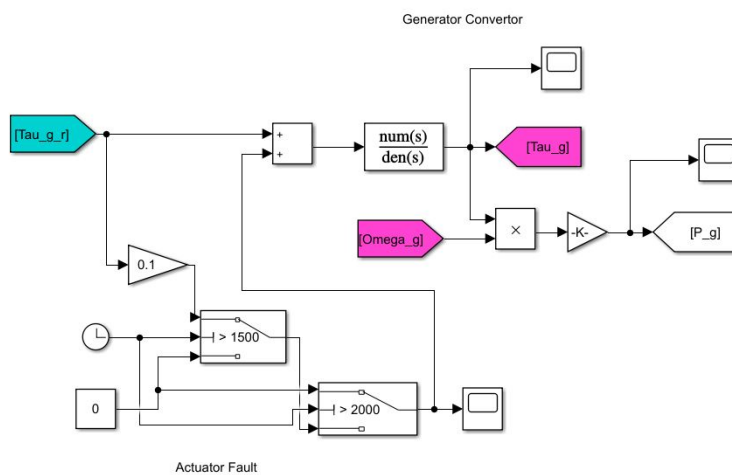 Generator Convertor
[Tau_g_r]
+
+
num(s)
den(s)
[Tau_g]
[Omega_g]
×
-K-
[P_g]
0.1
> 1500
0
> 2000
Actuator Fault